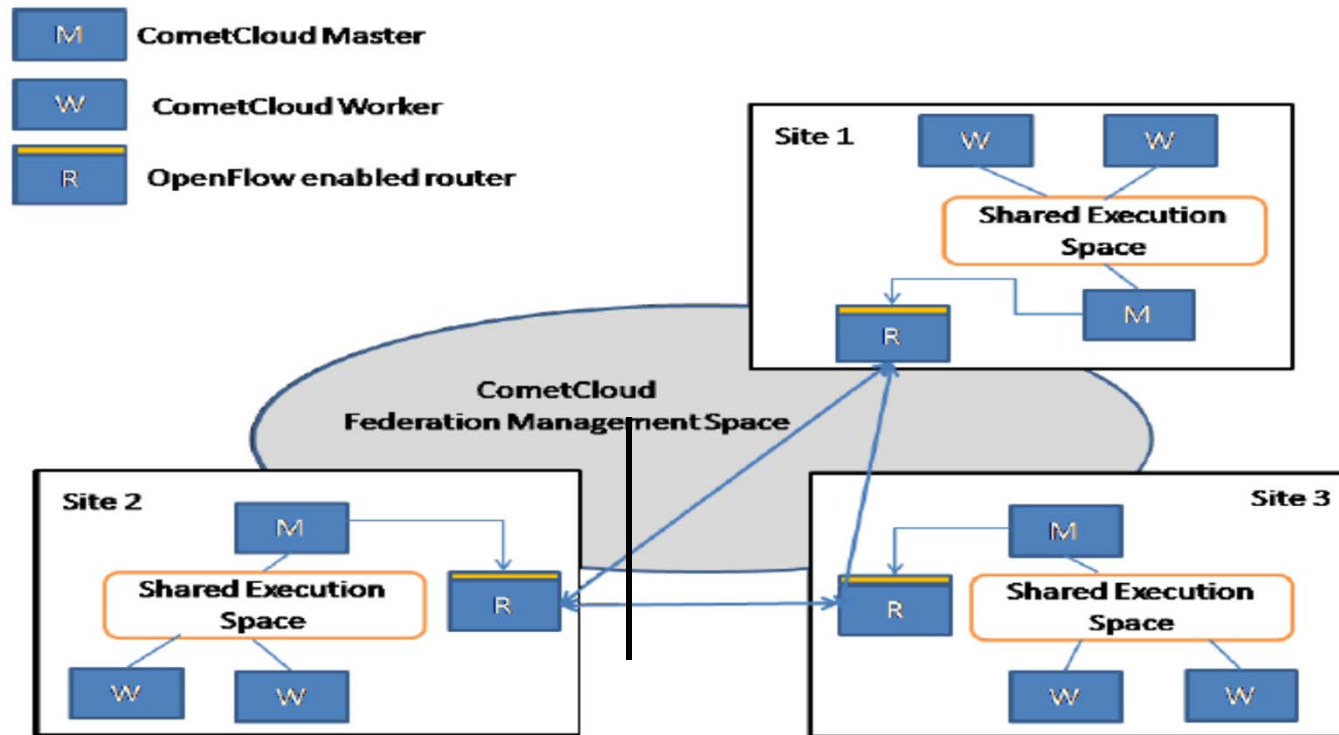 M CometCloud Master
W CometCloud Worker
R OpenFlow enabled router
Site 1
W W
Shared Execution
Space
M
R
CometCloud
Federation Management Space
Site 2
M
Shared Execution
Space
R
W W
Site 3
M
R
Shared Execution
Space
W W